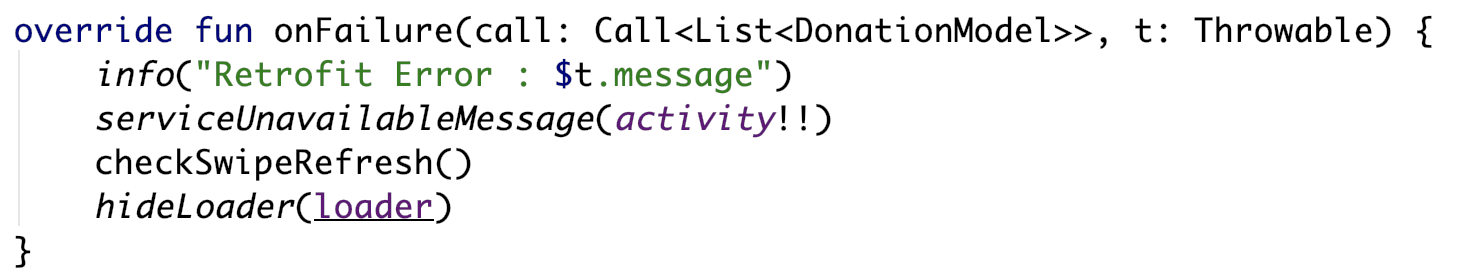 override fun onFailure(call: Call<List<DonationModel>>, t: Throwable) {
    info("Retrofit Error : $t.message")
    serviceUnavailableMessage(activity!!)
    checkSwipeRefresh()
    hideLoader(loader)
}